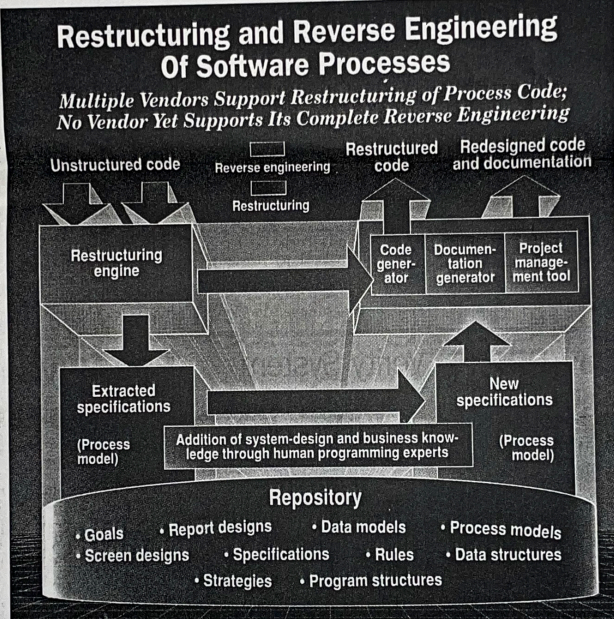 Restructuring and Reverse Engineering
Of Software Processes
Multiple Vendors Support Restructuring of Process Code;
No Vendor Yet Supports Its Complete Reverse Engineering
Unstructured code
Reverse engineering
Restructuring
Restructured
code
Redesigned code
and documentation
Restructuring
engine
Code
gener-
ator
Documen-
tation
generator
Project
manage-
ment tool
Extracted
specifications
(Process
model)
New
specifications
(Process
model)
Addition of system-design and business know-
ledge through human programming experts
Repository
• Goals • Report designs • Data models • Process models
• Screen designs • Specifications • Rules • Data structures
• Strategies • Program structures